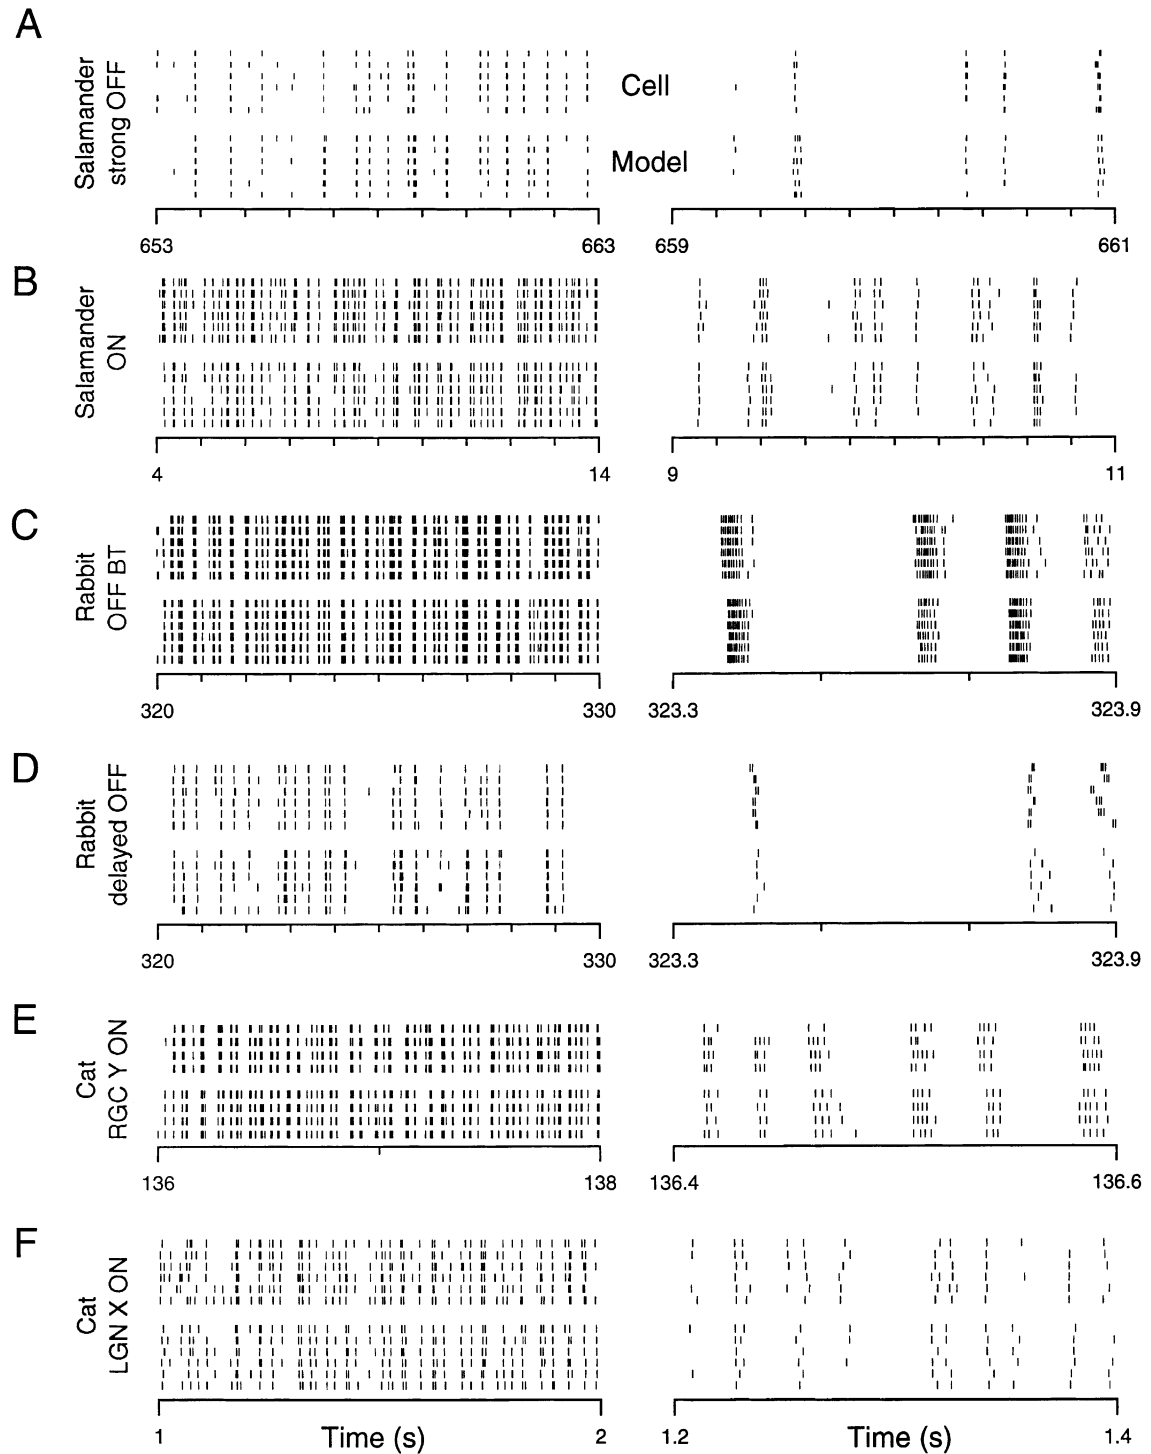 A
Salamander
strong OFF
Cell
Model
653
663
659
661
B
Salamander
ON
4
14
9
11
C
Rabbit
OFF BT
320
330
323.3
323.9
D
Rabbit
delayed OFF
320
330
323.3
323.9
E
Cat
RGC Y ON
136
138
136.4
136.6
F
Cat
LGN X ON
1
Time (s)
2
1.2
Time (s)
1.4